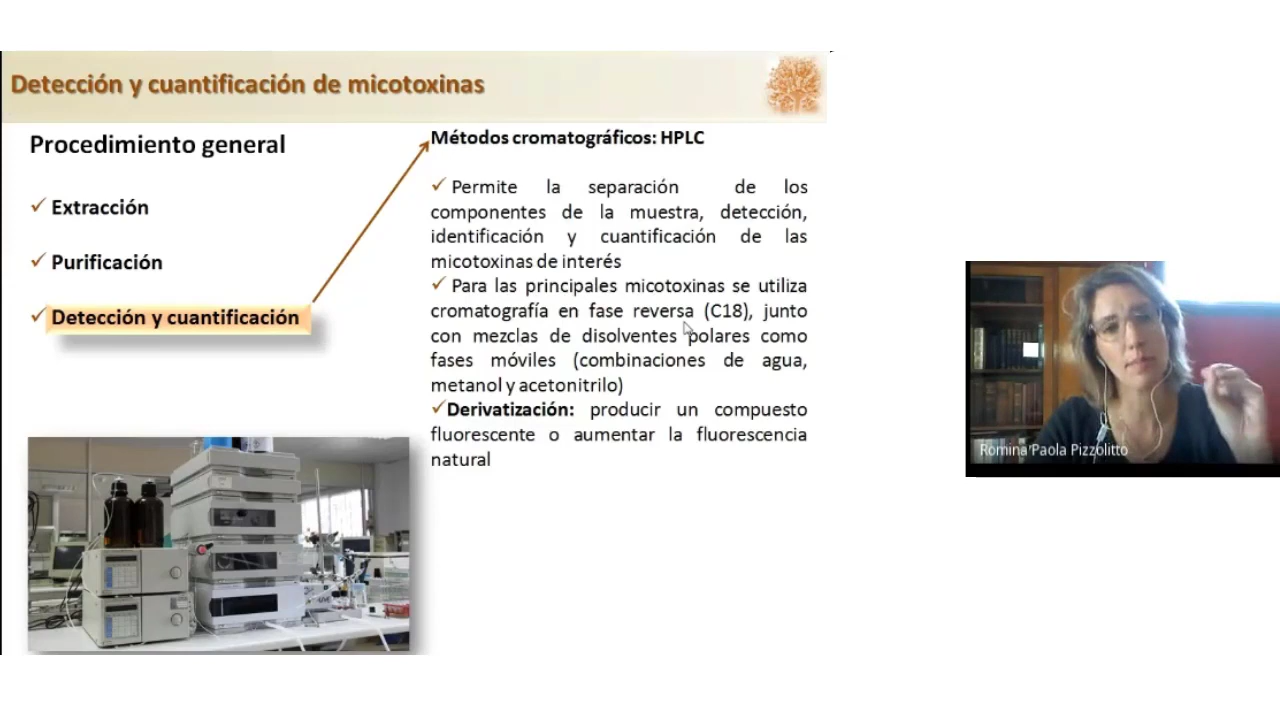 Detección y cuantificación de micotoxinas
Procedimiento general
Extracción
Purificación
Detección y cuantificación
Métodos cromatográficos: HPLC
Permite la separación de los
componentes de la muestra, detección,
identificación y cuantificación de las
micotoxinas de interés
Para las principales micotoxinas se utiliza
cromatografía en fase reversa (C18), junto
con mezclas de disolventes polares como
fases móviles (combinaciones de agua,
metanol y acetonitrilo)
Derivatización: producir un compuesto
fluorescente o aumentar la fluorescencia
natural
Romina Paola Pizzolitto